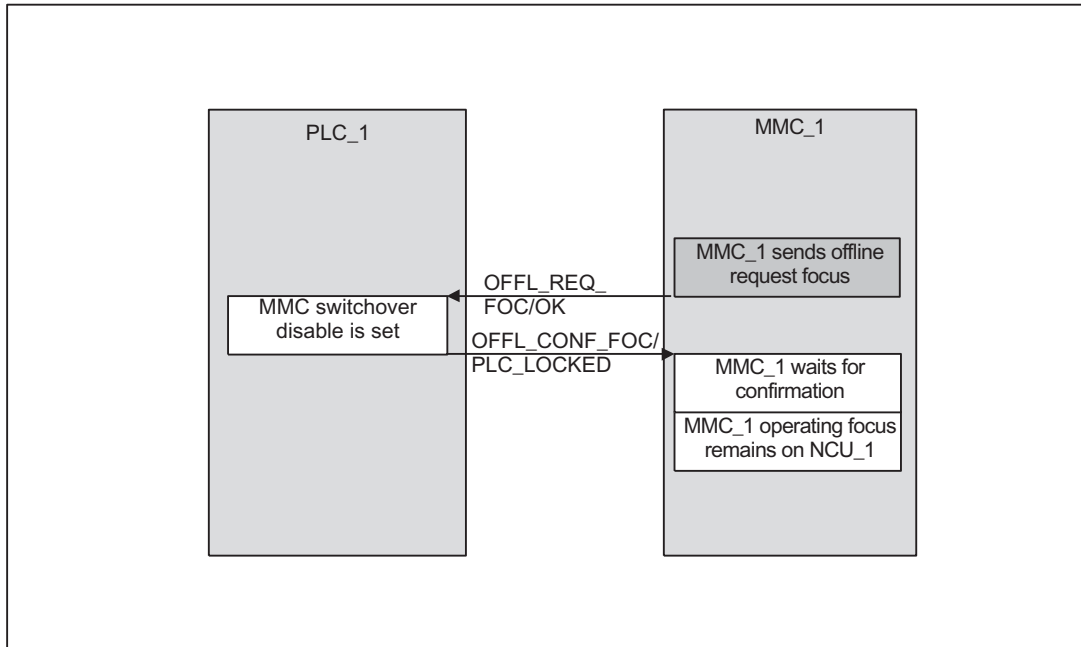 PLC_1
MMC_1
MMC_1 sends offline
request focus
OFFL_REQ_
FOC/OK
MMC switchover
disable is set
OFFL_CONF_FOC/
PLC_LOCKED
MMC_1 waits for
confirmation
MMC_1 operating focus
remains on NCU_1